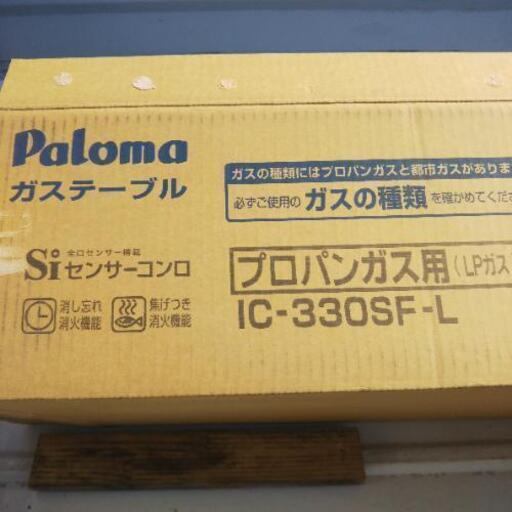 Paloma
ガステーブル
ガスの種類にはプロパンガスと都市ガスがありま
必ずご使用の ガスの種類 を確かめてくださ
全口センサー搭載
Siセンサーコンロ
消し忘れ
消火機能
焦げつき
消火機能
プロパンガス用(LPガス
IC-330SF-L